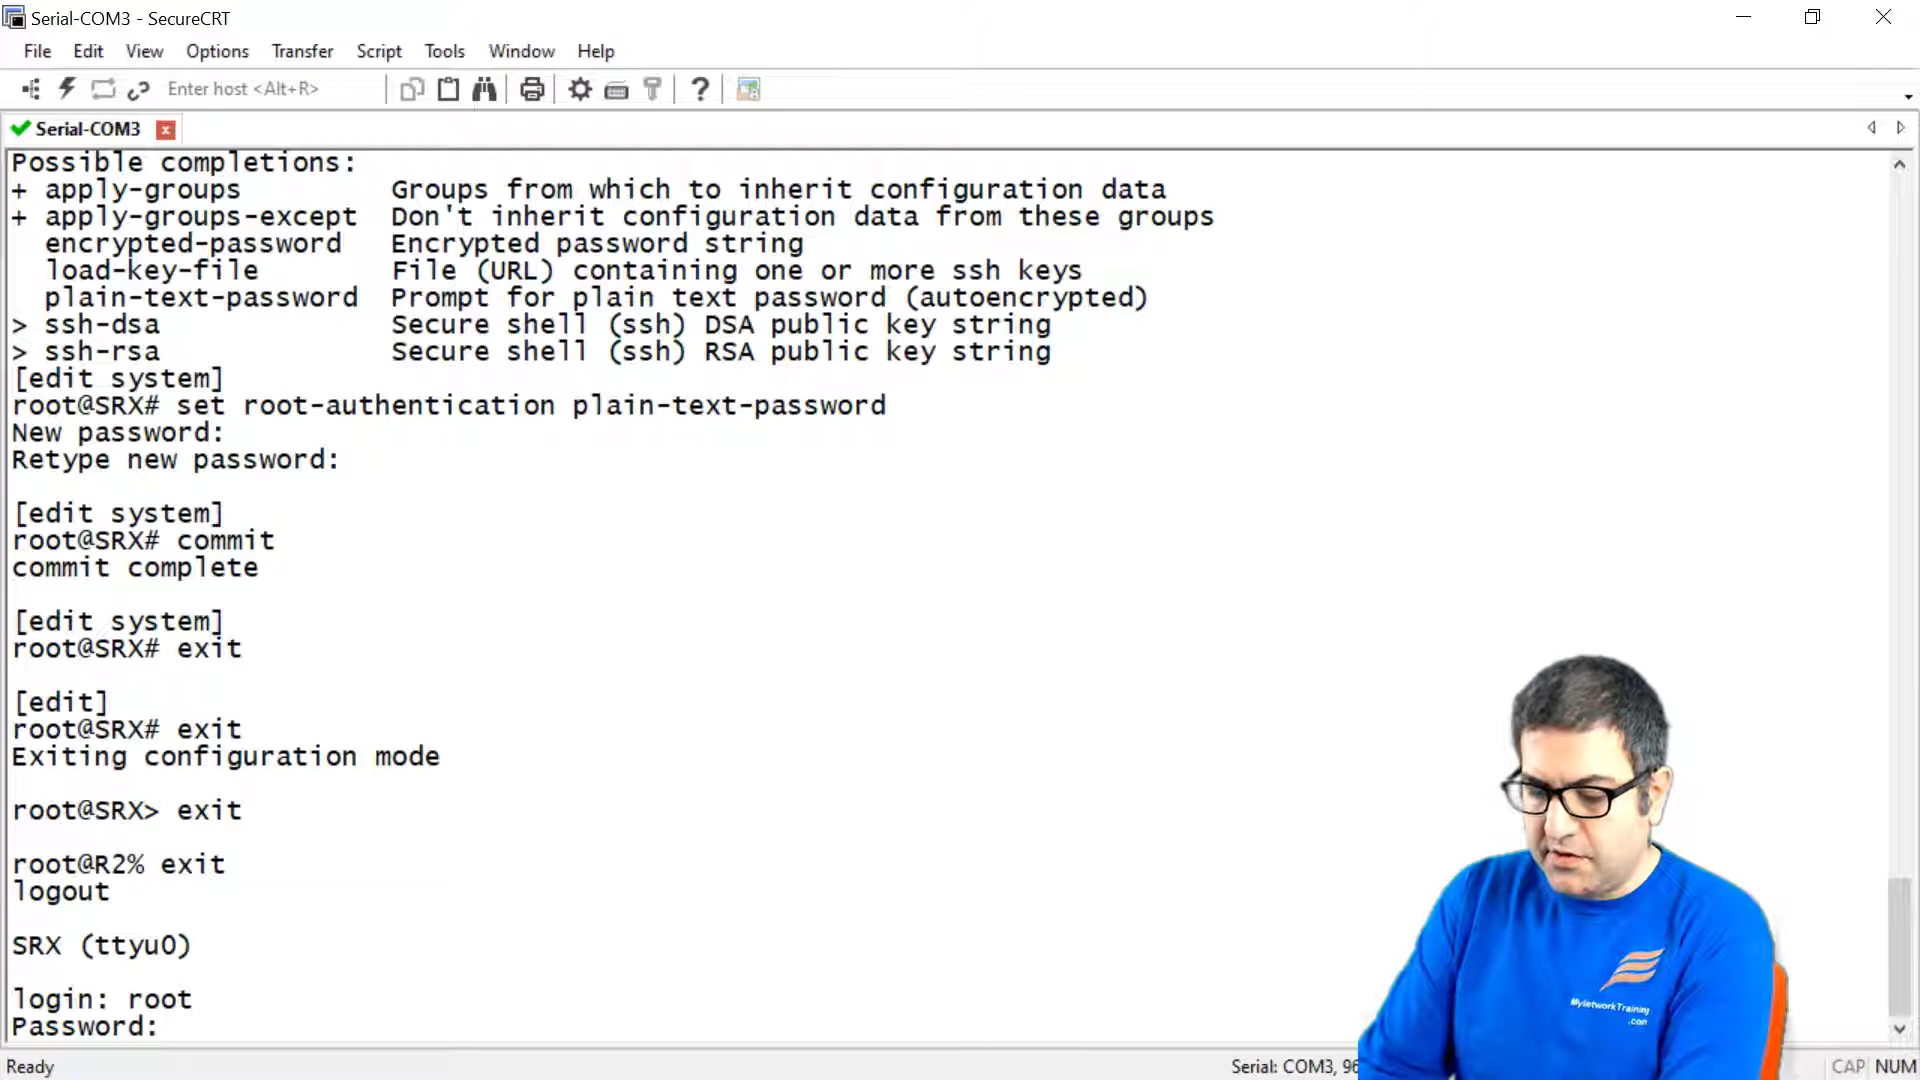 Serial-COM3 - SecureCRT
File Edit View Options Transfer Script Tools Window Help
Enter host <Alt+R>
Serial-COM3
Possible completions:
+ apply-groups Groups from which to inherit configuration data
+ apply-groups-except Don't inherit configuration data from these groups
encrypted-password Encrypted password string
load-key-file File (URL) containing one or more ssh keys
plain-text-password Prompt for plain text password (autoencrypted)
> ssh-dsa Secure shell (ssh) DSA public key string
> ssh-rsa Secure shell (ssh) RSA public key string
[edit system]
root@SRX# set root-authentication plain-text-password
New password:
Retype new password:
[edit system]
root@SRX# commit
commit complete
[edit system]
root@SRX# exit
[edit]
root@SRX# exit
Exiting configuration mode
root@SRX> exit
root@R2% exit
logout
SRX (ttyu0)
login: root
Password:
MyNetworkTraining
.com
Ready Serial: COM3, 96 CAP NUM